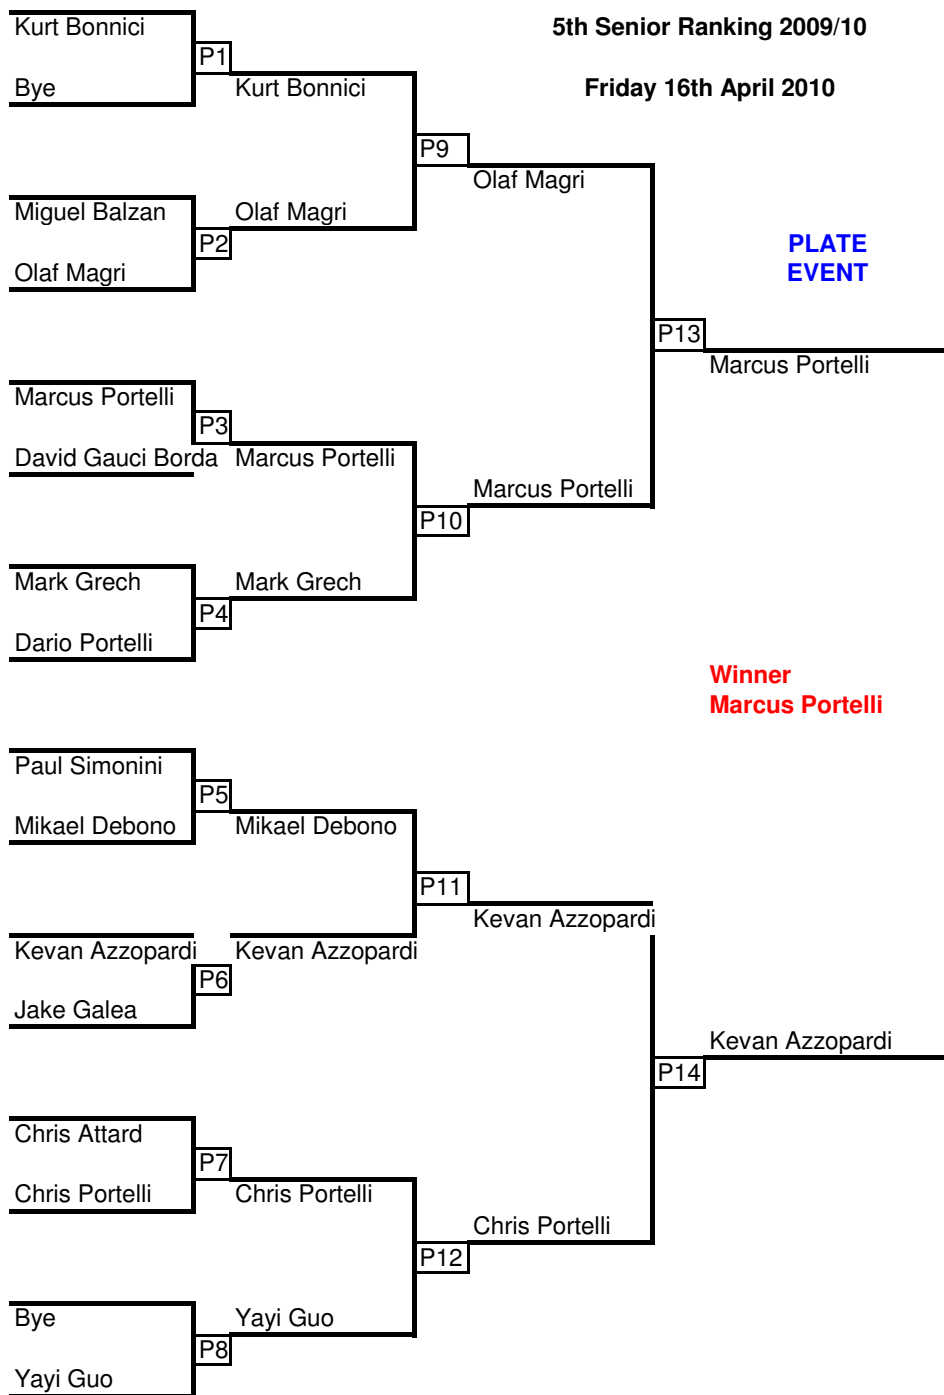 Kurt Bonnici
5th Senior Ranking 2009/10
P1
Bye
Kurt Bonnici
Friday 16th April 2010
P9
Olaf Magri
Miguel Balzan
Olaf Magri
P2
PLATE
Olaf Magri
EVENT
P13
Marcus Portelli
Marcus Portelli
P3
David Gauci Borda
Marcus Portelli
Marcus Portelli
P10
Mark Grech
Mark Grech
P4
Dario Portelli
Winner
Marcus Portelli
Paul Simonini
P5
Mikael Debono
Mikael Debono
P11
Kevan Azzopardi
Kevan Azzopardi
Kevan Azzopardi
P6
Jake Galea
Kevan Azzopardi
P14
Chris Attard
P7
Chris Portelli
Chris Portelli
Chris Portelli
P12
Bye
Yayi Guo
P8
Yayi Guo